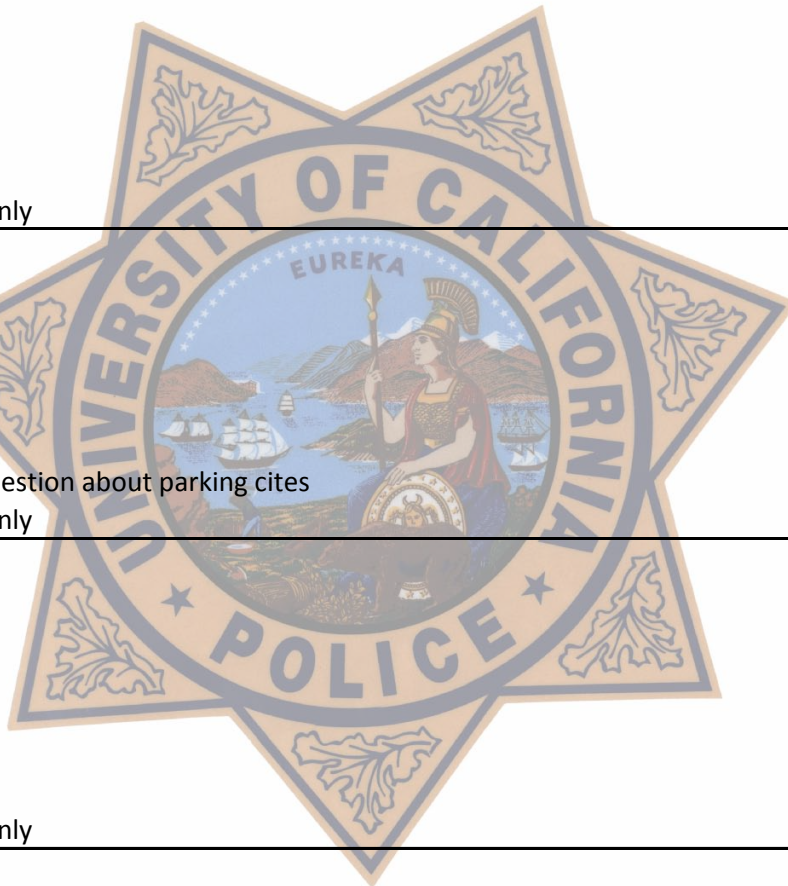 nly
UNIVERSITY OF CALIFORNIA
EUREKA
estion about parking cites
nly
POLICE
nly